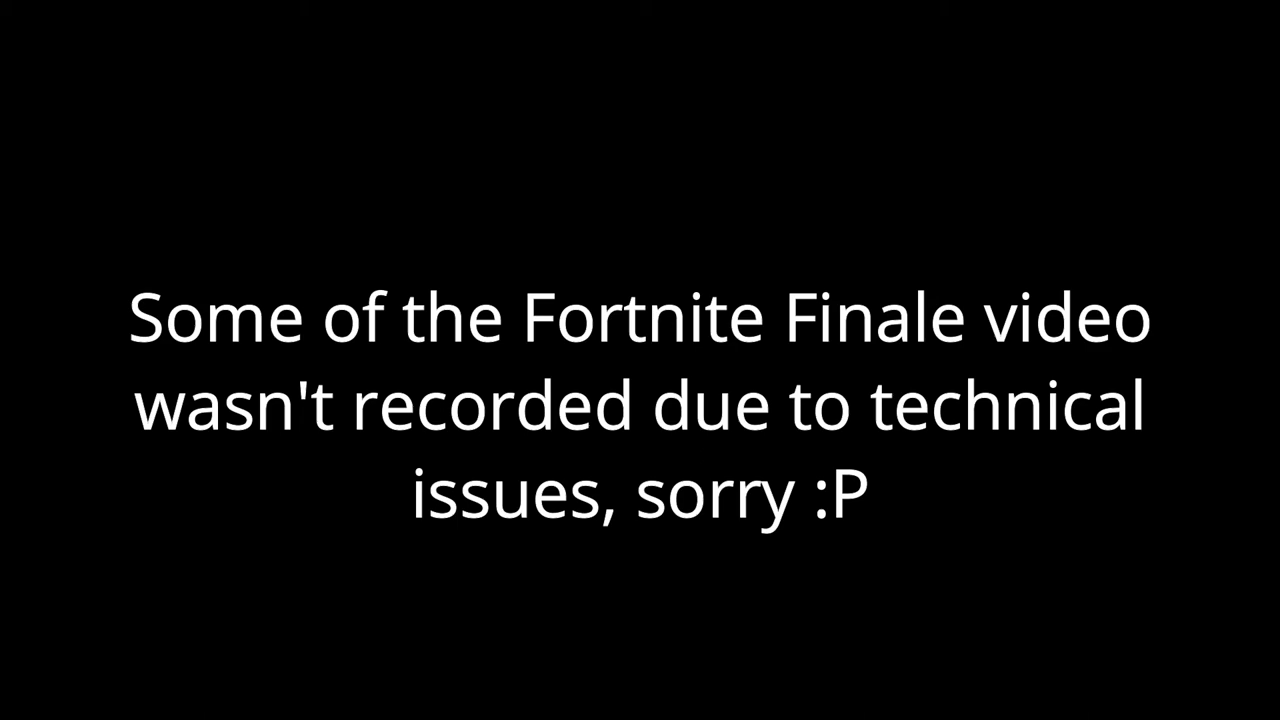 Some of the Fortnite Finale video
wasn't recorded due to technical
issues, sorry :P